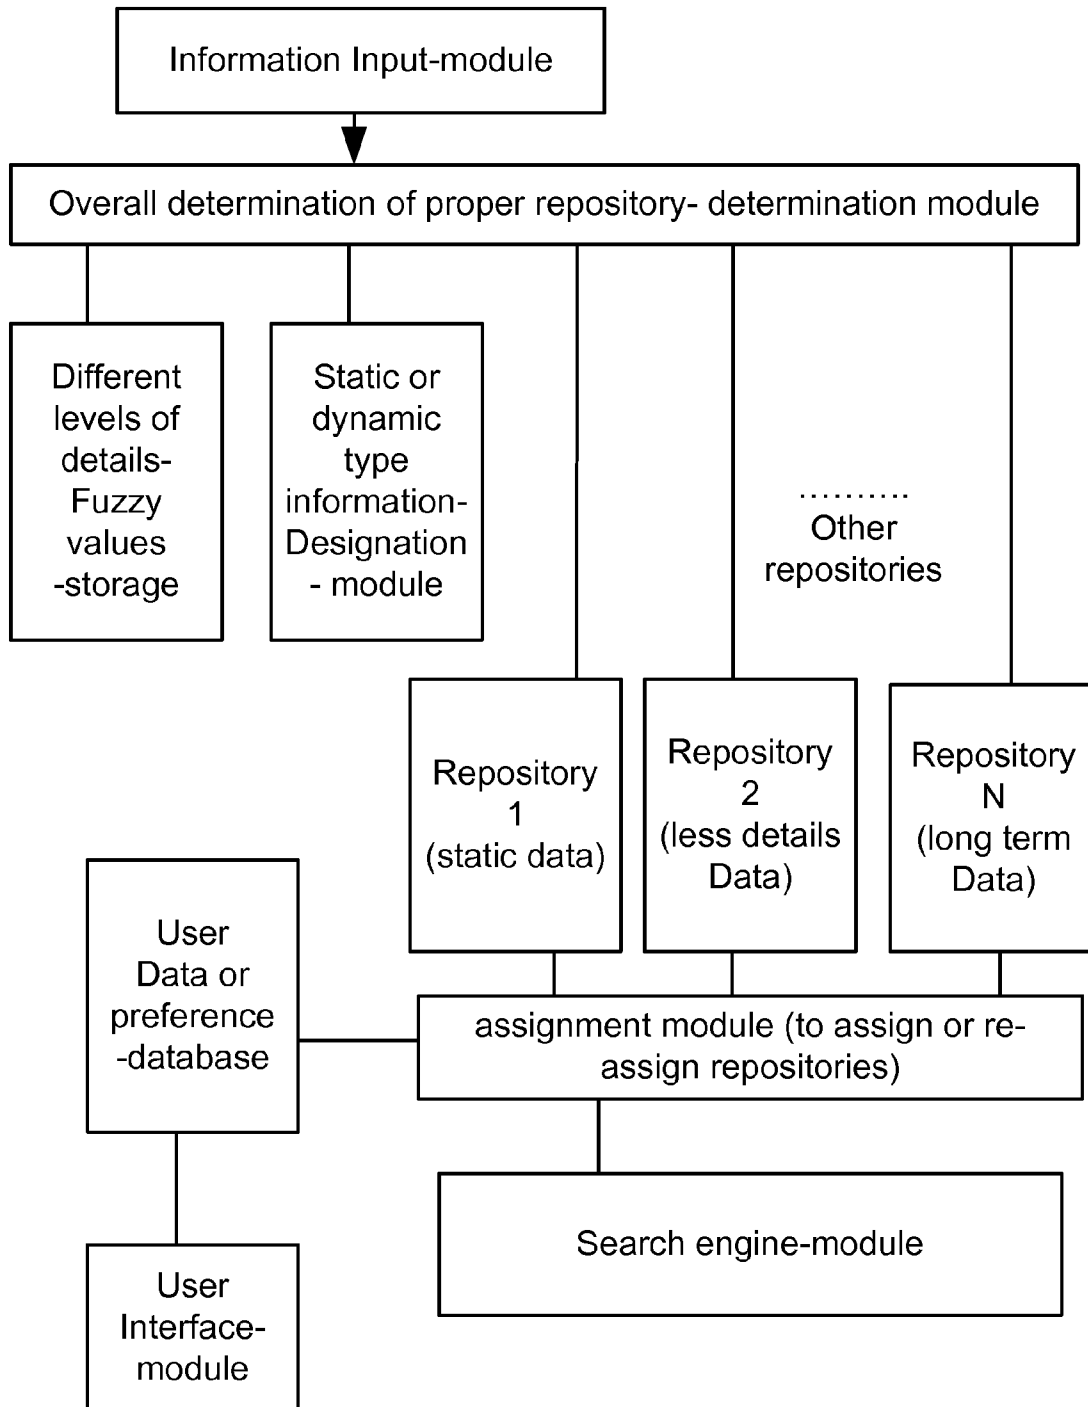 Information Input-module
Overall determination of proper repository- determination module
Different
levels of
details-
Fuzzy
values
-storage
Static or
dynamic
type
information-
Designation
- module
..........
Other
repositories
Repository
1
(static data)
Repository
2
(less details
Data)
Repository
N
(long term
Data)
User
Data or
preference
-database
assignment module (to assign or re-
assign repositories)
Search engine-module
User
Interface-
module